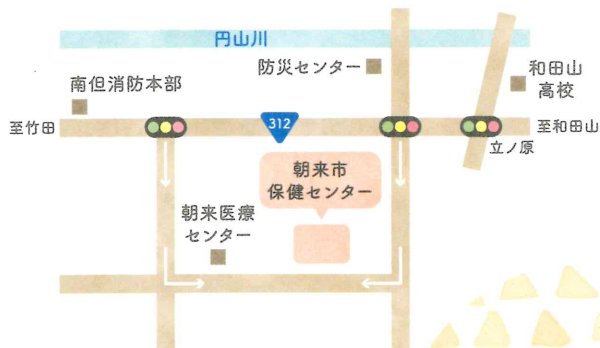 円山川
防災センター
和田山
高校
南但消防本部
至竹田
312
至和田山
立ノ原
朝来市
保健センター
朝来医療
センター